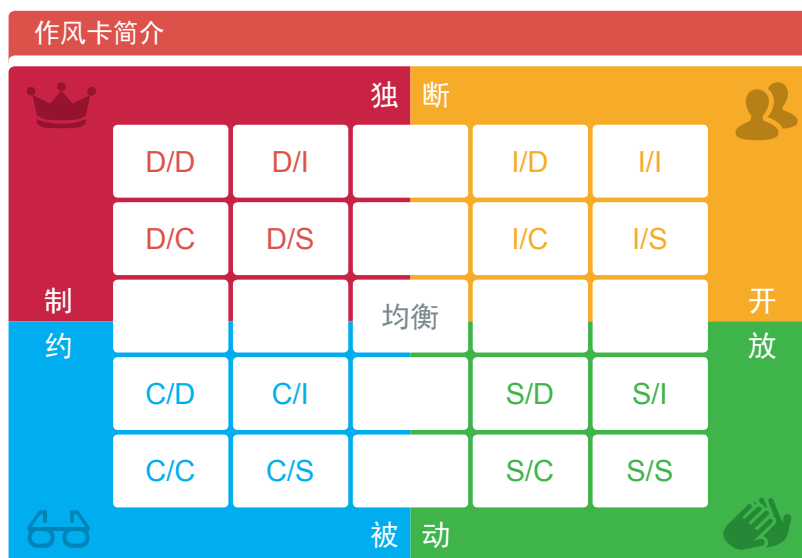 作风卡简介
独 断
D/D D/I I/D I/I
D/C D/S I/C I/S
制 均衡 开
约 放
C/D C/I S/D S/I
C/C C/S S/C S/S
被 动